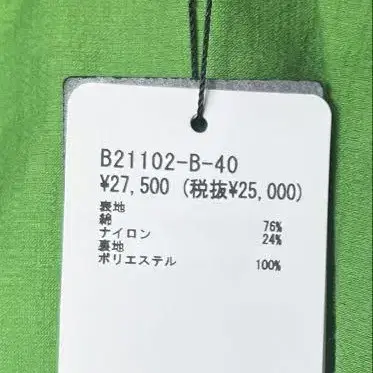 B21102-B-40
¥27,500 (税抜¥25,000)
表地
綿 76%
ナイロン 24%
裏地
ポリエステル 100%